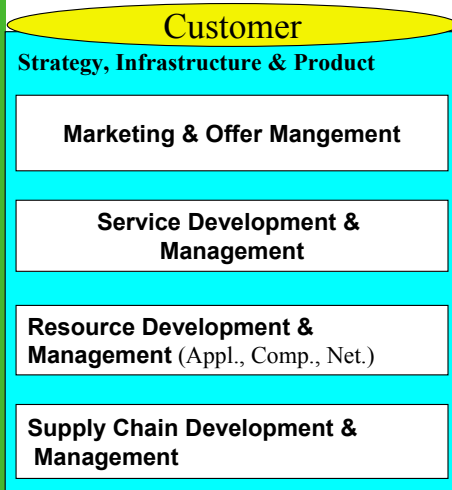 Customer
Strategy, Infrastructure & Product
Marketing & Offer Mangement
Service Development &
Management
Resource Development &
Management (Appl., Comp., Net.)
Supply Chain Development &
Management